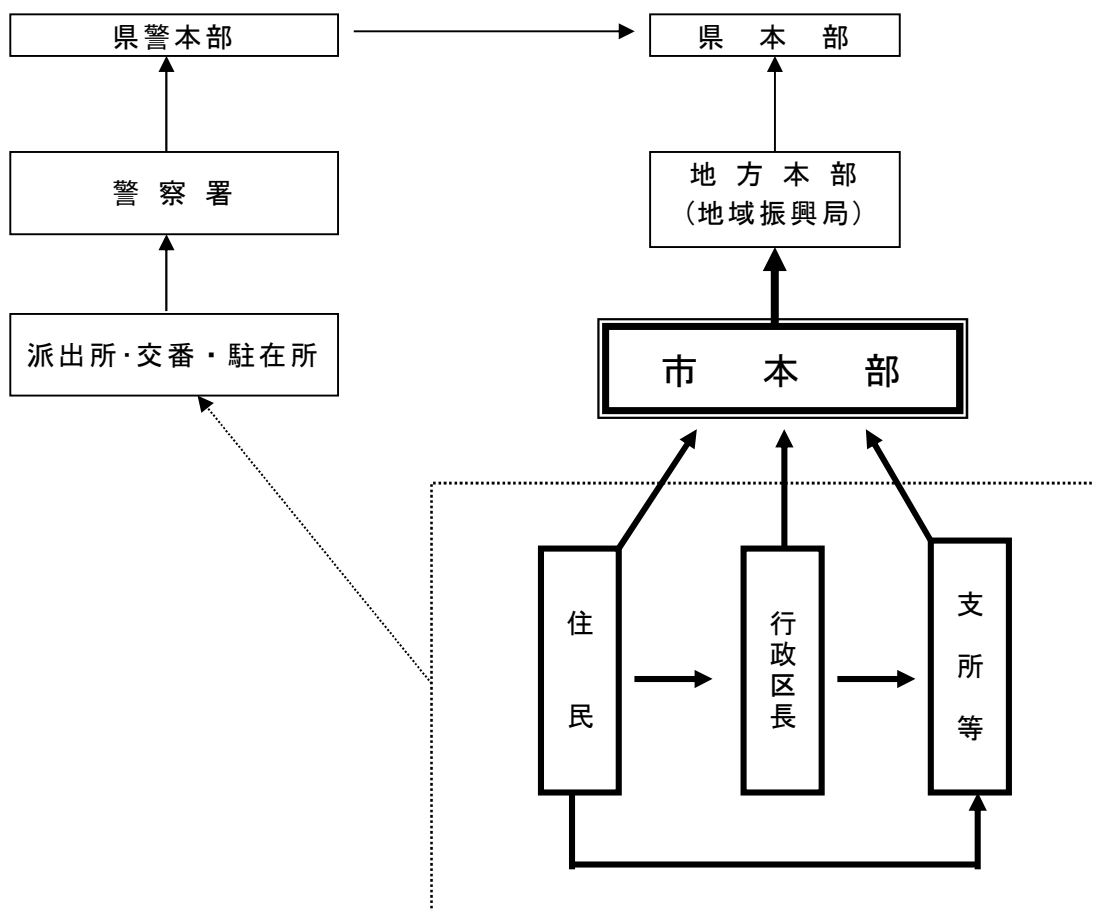 県警本部
県 本 部
警 察 署
地 方 本 部
（地域振興局）
派出所･交番・駐在所
市 本 部
住 民
行政区長
支 所 等